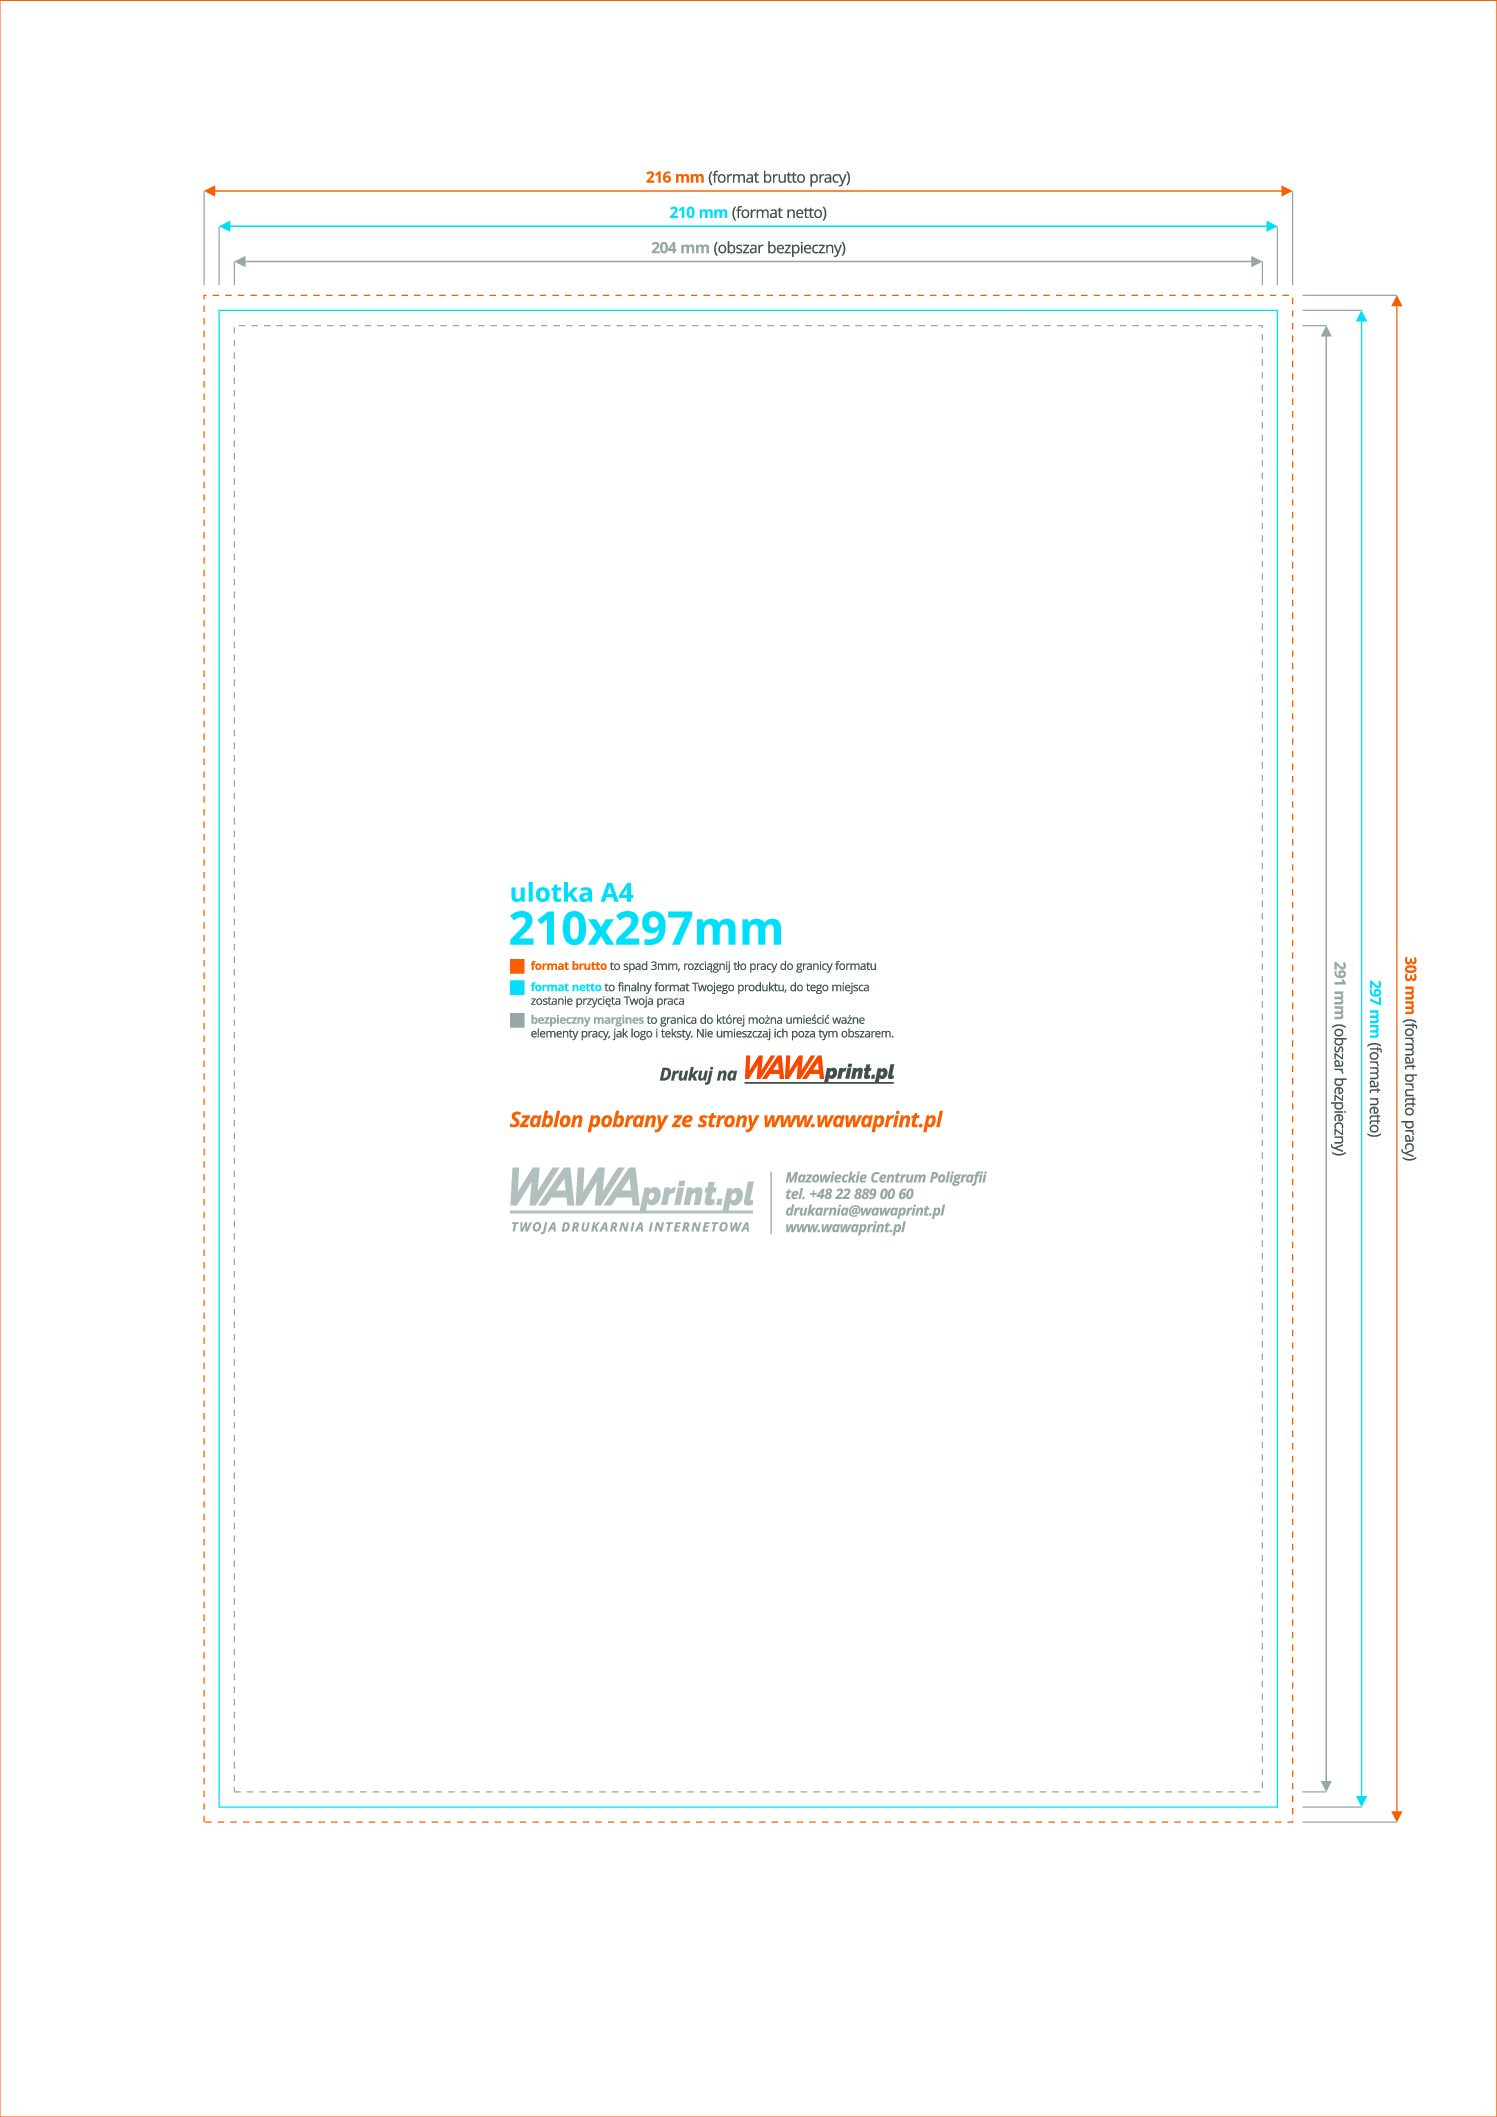 216 mm (format brutto pracy)
210 mm (format netto)
204 mm (obszar bezpieczny)
ulotka A4
210x297mm
format brutto to spad 3mm, rozciągnij tło pracy do granicy formatu
format netto to finalny format Twojego produktu, do tego miejsca
zostanie przycięta Twoja praca
bezpieczny margines to granica do której można umieścić ważne
elementy pracy, jak logo i teksty. Nie umieszczaj ich poza tym obszarem.
Drukuj na WAWAprint.pl
Szablon pobrany ze strony www.wawaprint.pl
WAWAprint.pl
TWOJA DRUKARNIA INTERNETOWA
Mazowieckie Centrum Poligrafii
tel. +48 22 889 00 60
drukarnia@wawaprint.pl
www.wawaprint.pl
291 mm (obszar bezpieczny)
297 mm (format netto)
303 mm (format brutto pracy)